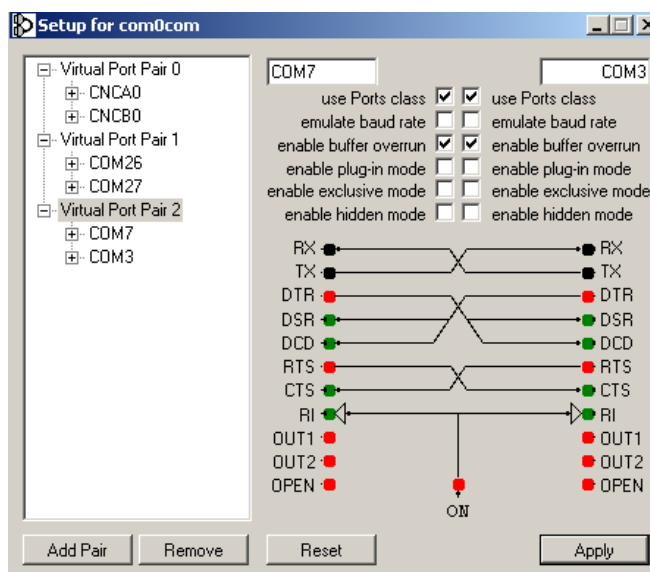 Setup for com0com
Virtual Port Pair 0
CNCA0
CNCB0
Virtual Port Pair 1
COM26
COM27
Virtual Port Pair 2
COM7
COM3
COM7 COM3
use Ports class use Ports class
emulate baud rate emulate baud rate
enable buffer overrun enable buffer overrun
enable plug-in mode enable plug-in mode
enable exclusive mode enable exclusive mode
enable hidden mode enable hidden mode
RX RX
TX TX
DTR DTR
DSR DSR
DCD DCD
RTS RTS
CTS CTS
RI RI
OUT1 OUT1
OUT2 OUT2
OPEN OPEN
ON
Add Pair Remove Reset Apply